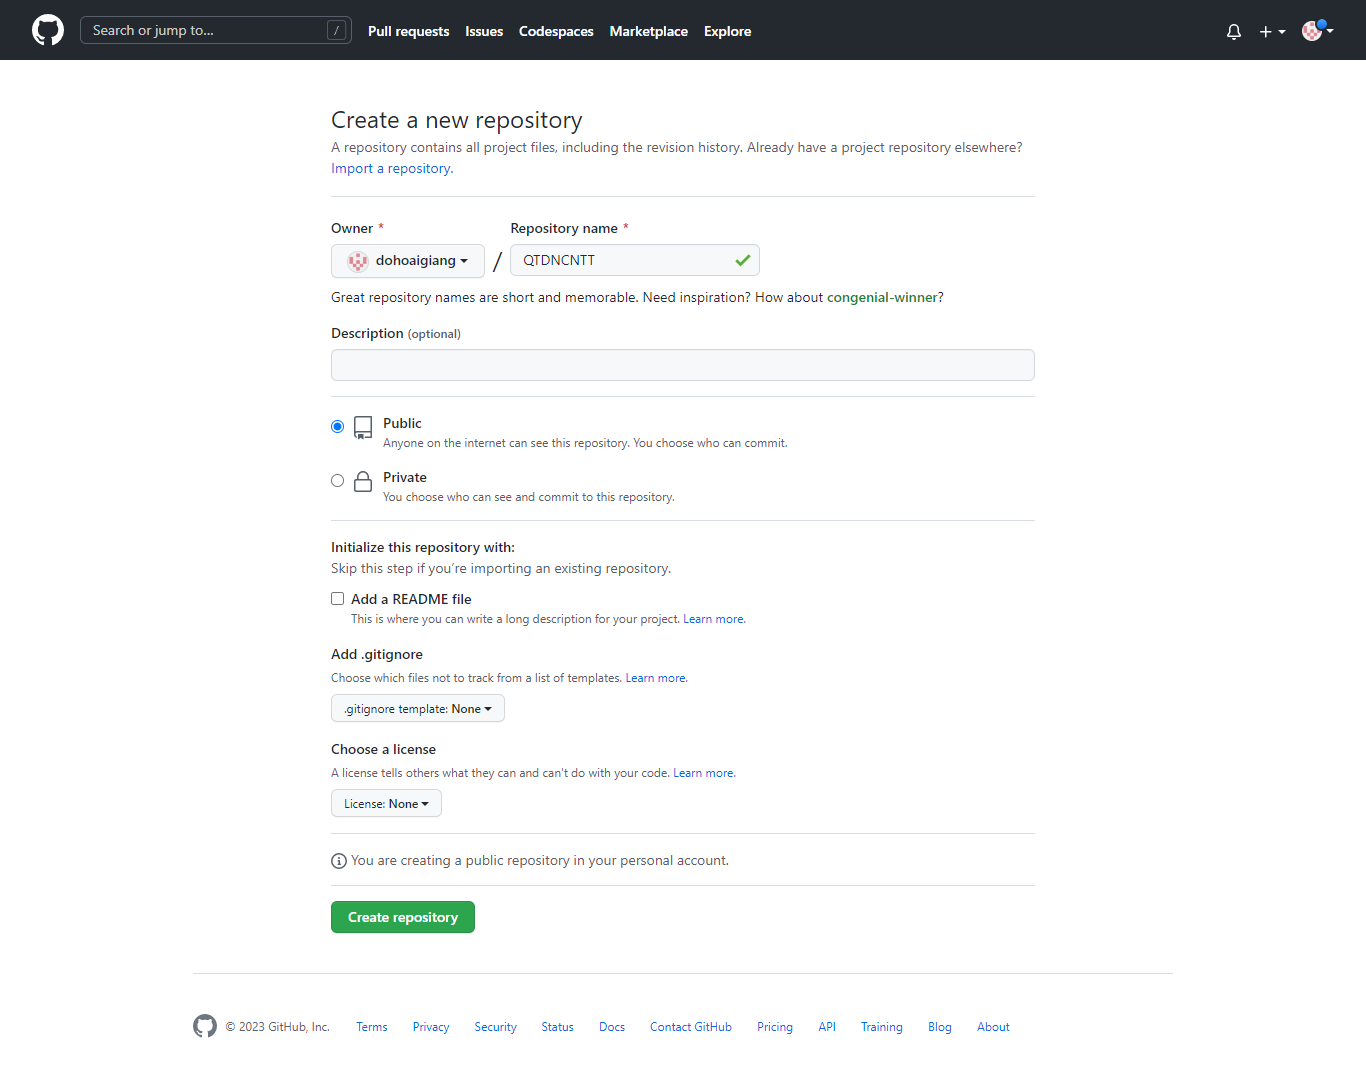 Search or jump to... /
Pull requests Issues Codespaces Marketplace Explore
Create a new repository
A repository contains all project files, including the revision history. Already have a project repository elsewhere?
Import a repository.
Owner * Repository name *
dohoaigiang / QTDNCNTT
Great repository names are short and memorable. Need inspiration? How about congenial-winner?
Description (optional)
Public
Anyone on the internet can see this repository. You choose who can commit.
Private
You choose who can see and commit to this repository.
Initialize this repository with:
Skip this step if you’re importing an existing repository.
Add a README file
This is where you can write a long description for your project. Learn more.
Add .gitignore
Choose which files not to track from a list of templates. Learn more.
.gitignore template: None
Choose a license
A license tells others what they can and can't do with your code. Learn more.
License: None
You are creating a public repository in your personal account.
Create repository
© 2023 GitHub, Inc. Terms Privacy Security Status Docs Contact GitHub Pricing API Training Blog About